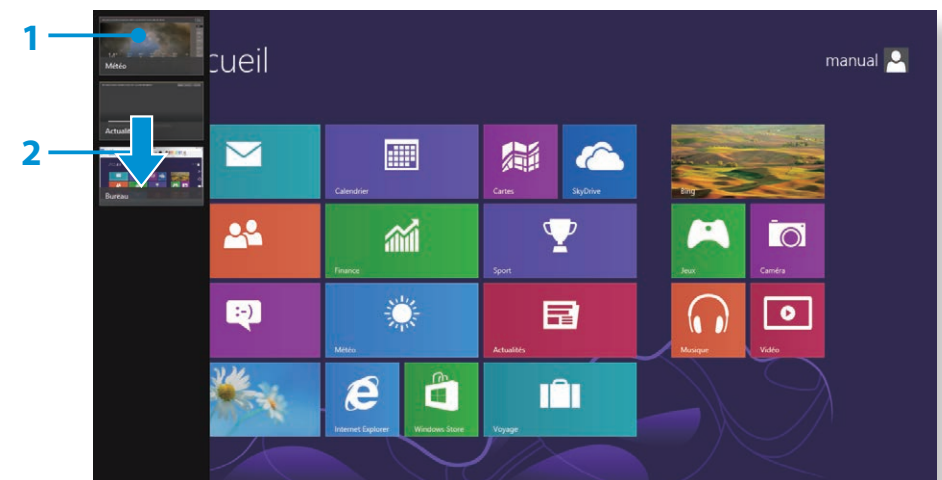 1
Météo
cueil
manual
Actualit
2
Bureau
Calendrier
Cartes
SkyDrive
Bing
Finance
Sport
Jeux
Caméra
:-)
Météo
Actualités
Musique
Vidéo
Internet Explorer
Windows Store
Voyage